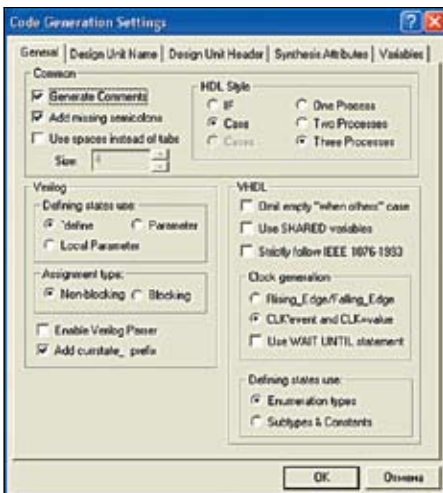 Code Generation Settings
General Design Unit Name Design Unit Header Synthesis Attributes Variables
Common
Generate Comments
Add missing semicolons
Use spaces instead of tabs
Size: 4
HDL Style
IF One Process
Case Two Processes
Cases Three Processes
Verilog
Defining states use:
`define Parameter
Local Parameter
Assignment type:
Non-blocking Blocking
Enable Verilog Parser
Add currstate_ prefix
VHDL
Omit empty "when others" case
Use SHARED variables
Strictly follow IEEE 1076-1993
Clock generation
Rising_Edge/Falling_Edge
CLK'event and CLK=value
Use WAIT UNTIL statement
Defining states use:
Enumeration types
Subtypes & Constants
OK Отмена